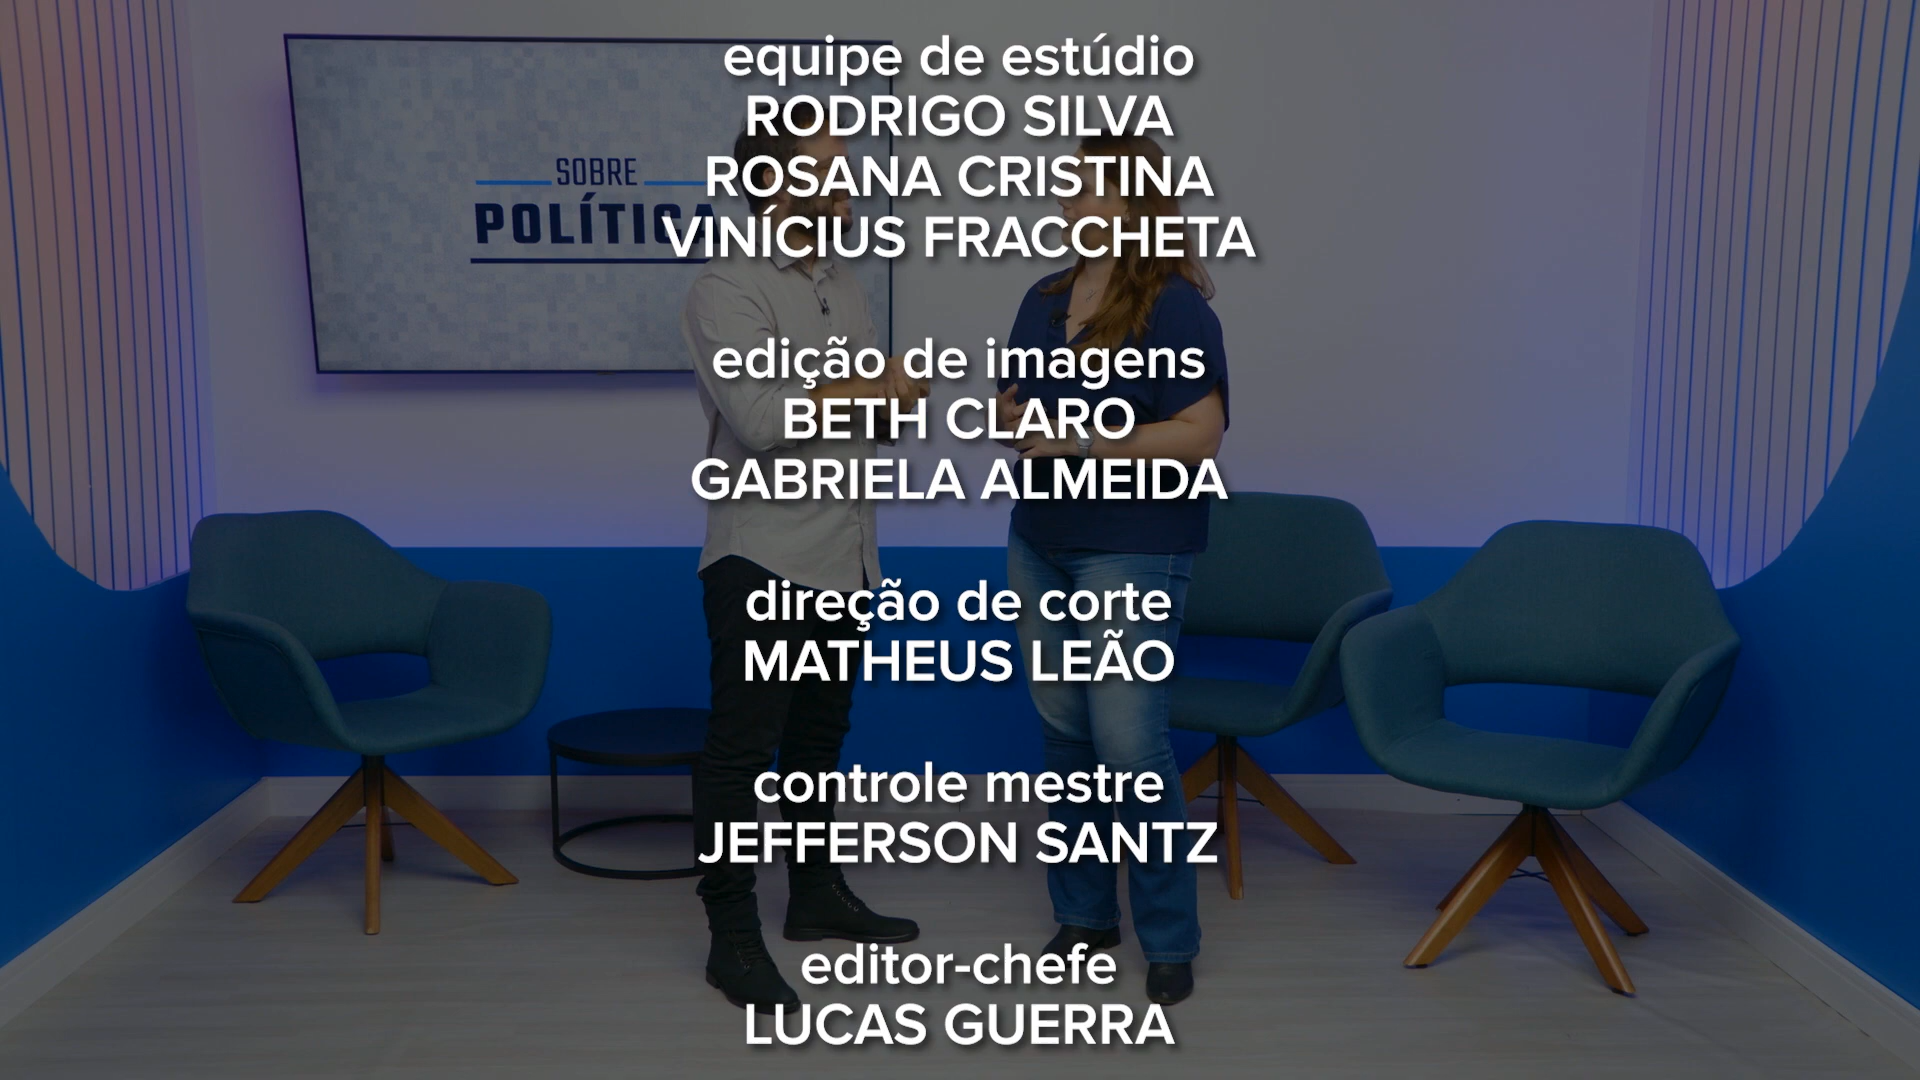 equipe de estúdio
RODRIGO SILVA
ROSANA CRISTINA
VINÍCIUS FRACCHETA
SOBRE
POLÍTICA
edição de imagens
BETH CLARO
GABRIELA ALMEIDA
direção de corte
MATHEUS LEÃO
controle mestre
JEFFERSON SANTZ
editor-chefe
LUCAS GUERRA